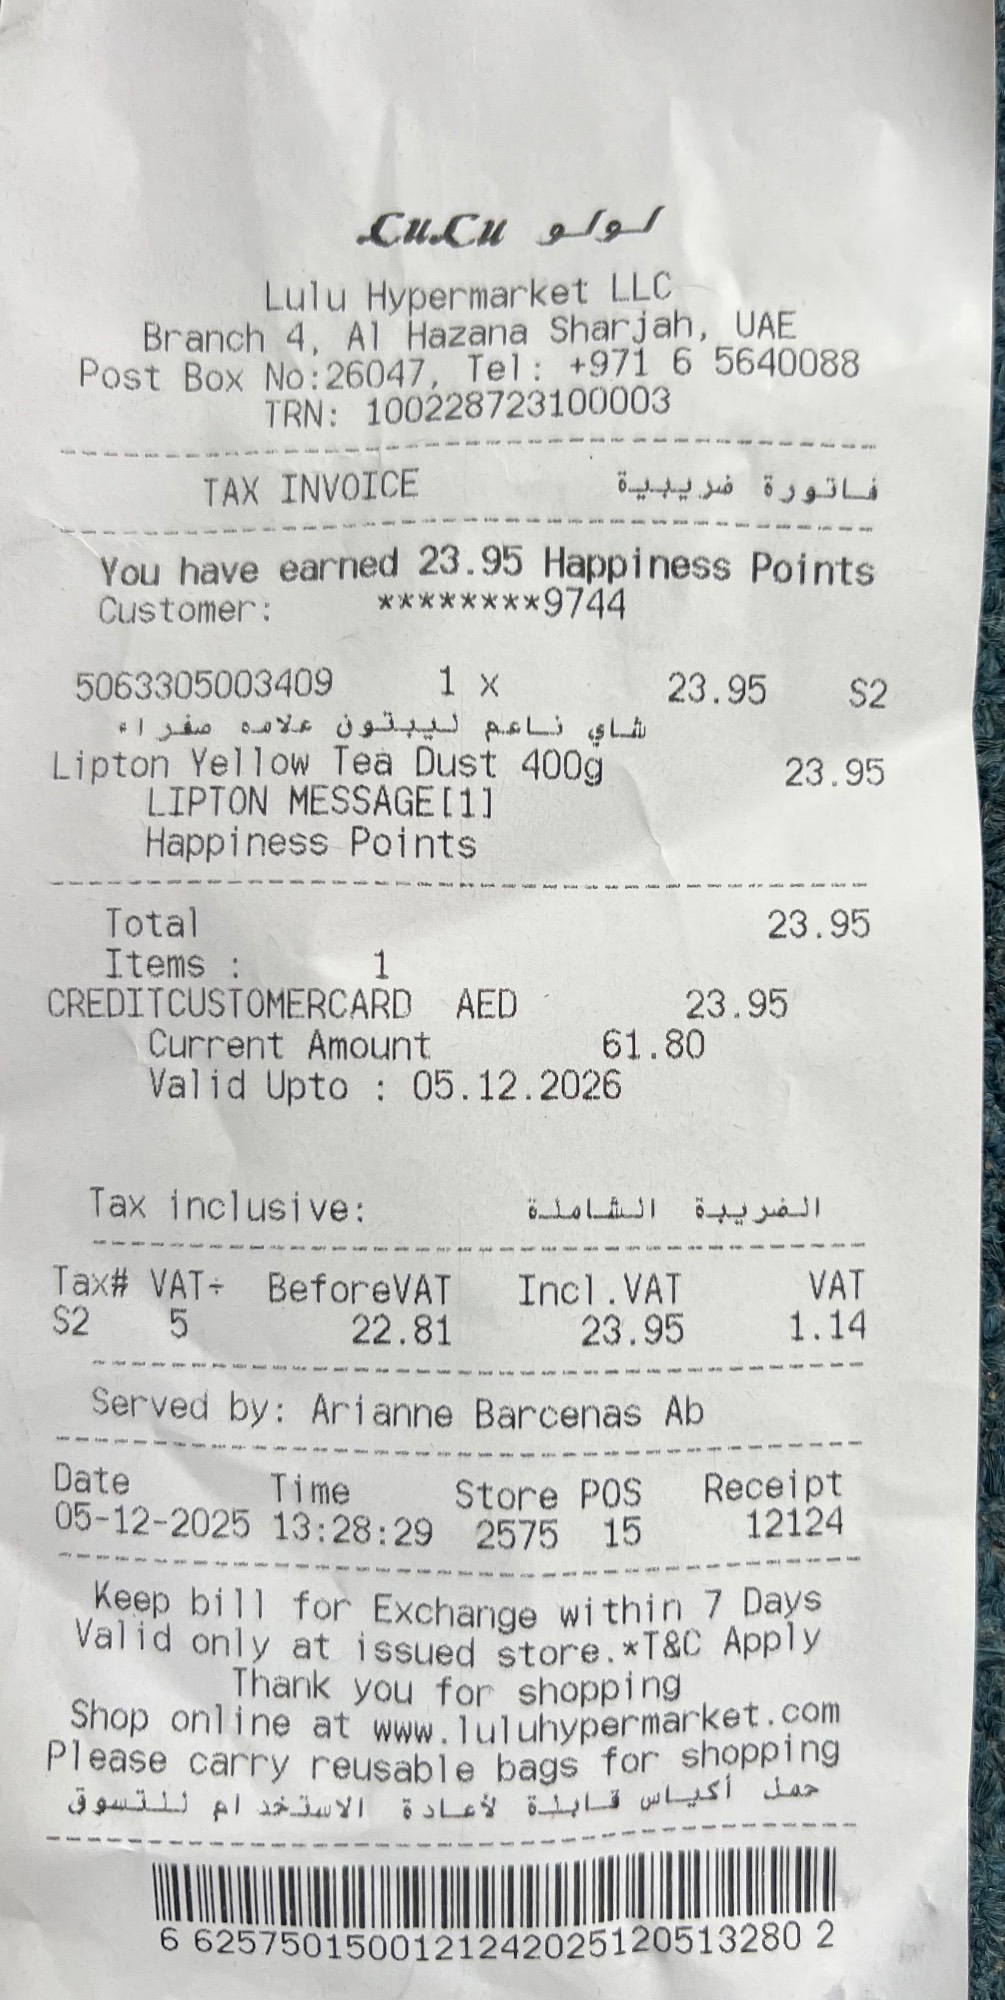 LuLu لولو
Lulu Hypermarket LLC
Branch 4, Al Hazana Sharjah, UAE
Post Box No:26047, Tel: +971 6 5640088
TRN: 100228723100003
TAX INVOICE فاتورة ضريبية
You have earned 23.95 Happiness Points
Customer: ********9744
5063305003409 1 x 23.95 S2
شاي ناعم ليبتون علامه صفراء
Lipton Yellow Tea Dust 400g 23.95
LIPTON MESSAGE[1]
Happiness Points
Total 23.95
Items : 1
CREDITCUSTOMERCARD AED 23.95
Current Amount 61.80
Valid Upto : 05.12.2026
Tax inclusive: الضريبة الشاملة
Tax# VAT÷ BeforeVAT Incl.VAT VAT
S2 5 22.81 23.95 1.14
Served by: Arianne Barcenas Ab
Date Time Store POS Receipt
05-12-2025 13:28:29 2575 15 12124
Keep bill for Exchange within 7 Days
Valid only at issued store.*T&C Apply
Thank you for shopping
Shop online at www.luluhypermarket.com
Please carry reusable bags for shopping
حمل أكياس قابلة لأعادة الاستخدام للتسوق
6 6257501500121242025120513280 2